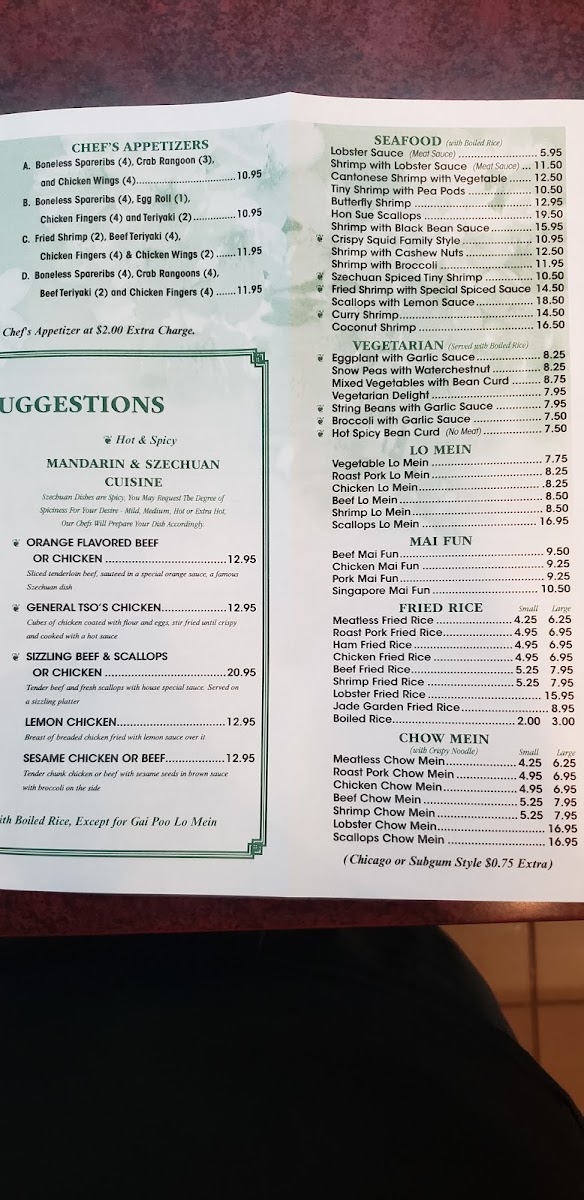 CHEF'S APPETIZERS
A. Boneless Spareribs (4), Crab Rangoon (3),
and Chicken Wings (4)..............................10.95
B. Boneless Spareribs (4), Egg Roll (1),
Chicken Fingers (4) and Teriyaki (2) .............10.95
C. Fried Shrimp (2), Beef Teriyaki (4),
Chicken Fingers (4) & Chicken Wings (2) ......11.95
D. Boneless Spareribs (4), Crab Rangoons (4),
Beef Teriyaki (2) and Chicken Fingers (4) .......11.95
Chef's Appetizer at $2.00 Extra Charge.
UGGESTIONS
Hot & Spicy
MANDARIN & SZECHUAN
CUISINE
Szechuan Dishes are Spicy, You May Request The Degree of
Spiciness For Your Desire - Mild, Medium, Hot or Extra Hot,
Our Chefs Will Prepare Your Dish Accordingly.
ORANGE FLAVORED BEEF
OR CHICKEN ..............................12.95
Sliced tenderloin beef, sauteed in a special orange sauce, a famous
Szechuan dish
GENERAL TSO'S CHICKEN................12.95
Cubes of chicken coated with flour and eggs, stir fried until crispy
and cooked with a hot sauce
SIZZLING BEEF & SCALLOPS
OR CHICKEN ..............................20.95
Tender beef and fresh scallops with house special sauce. Served on
a sizzling platter
LEMON CHICKEN..........................12.95
Breast of breaded chicken fried with lemon sauce over it
SESAME CHICKEN OR BEEF...............12.95
Tender chunk chicken or beef with sesame seeds in brown sauce
with broccoli on the side
ith Boiled Rice, Except for Gai Poo Lo Mein
SEAFOOD (with Boiled Rice)
Lobster Sauce (Meat Sauce) ..................... 5.95
Shrimp with Lobster Sauce (Meat Sauce) ... 11.50
Cantonese Shrimp with Vegetable ...... 12.50
Tiny Shrimp with Pea Pods ................. 10.50
Butterfly Shrimp .............................. 12.95
Hon Sue Scallops ............................ 19.50
Shrimp with Black Bean Sauce........... 15.95
Crispy Squid Family Style.................. 10.95
Shrimp with Cashew Nuts ................. 12.50
Shrimp with Broccoli ........................ 11.95
Szechuan Spiced Tiny Shrimp ............ 10.50
Fried Shrimp with Special Spiced Sauce 14.50
Scallops with Lemon Sauce............... 18.50
Curry Shrimp.................................. 14.50
Coconut Shrimp .............................. 16.50
VEGETARIAN (Served with Boiled Rice)
Eggplant with Garlic Sauce................ 8.25
Snow Peas with Waterchestnut........... 8.25
Mixed Vegetables with Bean Curd ....... 8.75
Vegetarian Delight........................... 7.95
String Beans with Garlic Sauce .......... 7.95
Broccoli with Garlic Sauce ................ 7.50
Hot Spicy Bean Curd (No Meat) ............. 7.50
LO MEIN
Vegetable Lo Mein .......................... 7.75
Roast Pork Lo Mein......................... 8.25
Chicken Lo Mein.............................8.25
Beef Lo Mein ................................. 8.50
Shrimp Lo Mein.............................. 8.50
Scallops Lo Mein ............................ 16.95
MAI FUN
Beef Mai Fun.................................. 9.50
Chicken Mai Fun ............................ 9.25
Pork Mai Fun ................................. 9.25
Singapore Mai Fun ......................... 10.50
FRIED RICE Small Large
Meatless Fried Rice .................. 4.25 6.25
Roast Pork Fried Rice................ 4.95 6.95
Ham Fried Rice ....................... 4.95 6.95
Chicken Fried Rice ................... 4.95 6.95
Beef Fried Rice........................ 5.25 7.95
Shrimp Fried Rice .................... 5.25 7.95
Lobster Fried Rice .......................... 15.95
Jade Garden Fried Rice................... 8.95
Boiled Rice............................. 2.00 3.00
CHOW MEIN
(with Crispy Noodle) Small Large
Meatless Chow Mein................. 4.25 6.25
Roast Pork Chow Mein .............. 4.95 6.95
Chicken Chow Mein..................4.95 6.95
Beef Chow Mein ...................... 5.25 7.95
Shrimp Chow Mein................... 5.25 7.95
Lobster Chow Mein......................... 16.95
Scallops Chow Mein ....................... 16.95
(Chicago or Subgum Style $0.75 Extra)